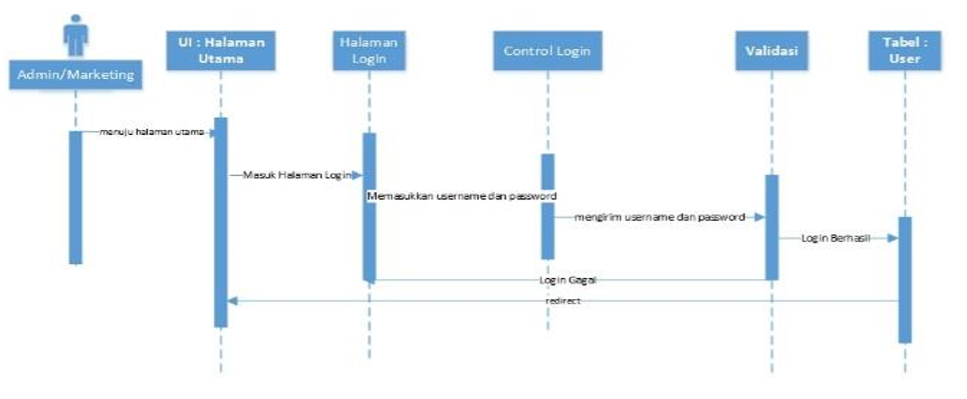 UI : Halaman
Utama
Halaman
Login
Control Login
Validasi
Tabel :
User
Admin/Marketing
menuju halaman utama
Masuk Halaman Login
Memasukkan username dan password
mengirim username dan password
Login Berhasil
Login Gagal
redirect